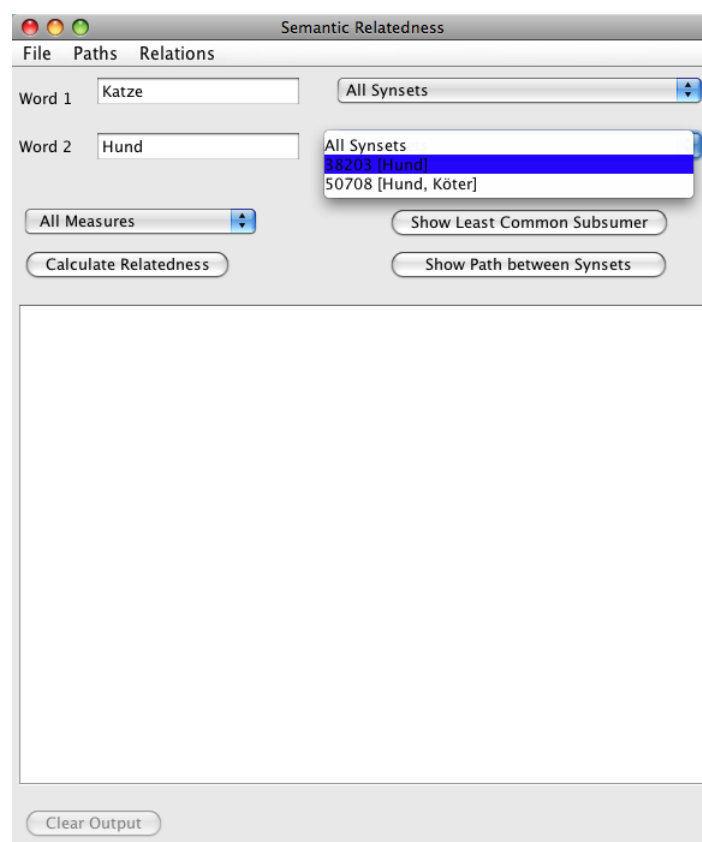 Semantic Relatedness
File Paths Relations
Word 1 Katze All Synsets
Word 2 Hund All Synsets
38203 [Hund]
50708 [Hund, Köter]
All Measures Show Least Common Subsumer
Calculate Relatedness Show Path between Synsets
Clear Output